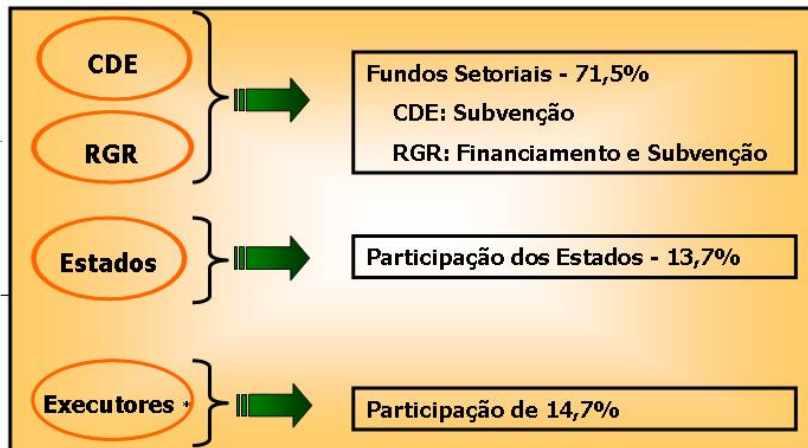 CDE
RGR
Fundos Setoriais - 71,5%
CDE: Subvenção
RGR: Financiamento e Subvenção
Estados
Participação dos Estados - 13,7%
Executores *
Participação de 14,7%